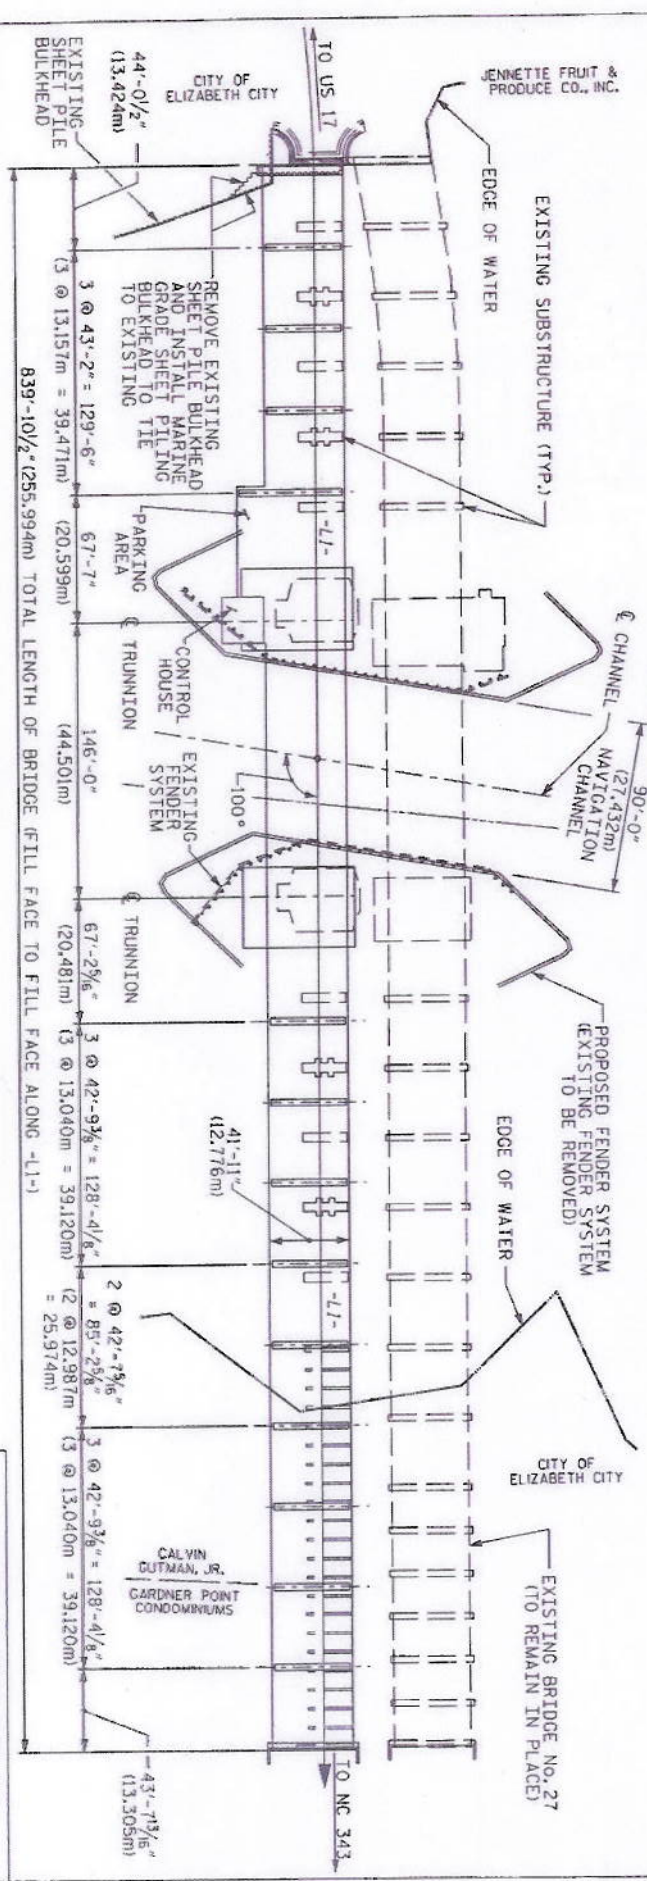 JENNETTE FRUIT &
PRODUCE CO., INC.
TO US 17
CITY OF
ELIZABETH CITY
44'-0½"
(13.424m)
EXISTING
SHEET PILE
BULKHEAD
EDGE OF WATER
EXISTING SUBSTRUCTURE (TYP.)
REMOVE EXISTING
SHEET PILE BULKHEAD
AND INSTALL MARINE
GRADE SHEET PILING
BULKHEAD TO TIE
TO EXISTING
3 @ 43'-2" = 129'-6"
(3 @ 13.157m = 39.471m)
-L1-
PARKING
AREA
67'-7"
(20.599m)
℄ TRUNNION
CONTROL
HOUSE
℄ CHANNEL
90'-0"
(27.432m)
NAVIGATION
CHANNEL
100°
146'-0"
(44.501m)
EXISTING
FENDER
SYSTEM
℄ TRUNNION
67'-2⁵⁄₁₆"
(20.481m)
PROPOSED FENDER SYSTEM
(EXISTING FENDER SYSTEM
TO BE REMOVED)
EDGE OF WATER
3 @ 42'-9⅜" = 128'-4⅛"
(3 @ 13.040m = 39.120m)
41'-11"
(12.776m)
-L1-
2 @ 42'-7⁵⁄₁₆"
= 85'-2⅝"
(2 @ 12.987m
= 25.974m)
CITY OF
ELIZABETH CITY
3 @ 42'-9⅜" = 128'-4⅛"
(3 @ 13.040m = 39.120m)
CALVIN
GUTMAN, JR.
GARDNER POINT
CONDOMINIUMS
EXISTING BRIDGE No. 27
(TO REMAIN IN PLACE)
TO NC 343
43'-7¹³⁄₁₆"
(13.305m)
839'-10½" (255.994m) TOTAL LENGTH OF BRIDGE (FILL FACE TO FILL FACE ALONG -L1-)